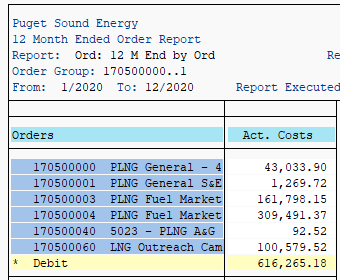 Puget Sound Energy
12 Month Ended Order Report
Report: Ord: 12 M End by Ord Re
Order Group: 170500000..1
From: 1/2020 To: 12/2020 Report Executed
Orders Act. Costs
170500000 PLNG General - 4 43,033.90
170500001 PLNG General S&E 1,269.72
170500003 PLNG Fuel Market 161,798.15
170500004 PLNG Fuel Market 309,491.37
170500040 5023 - PLNG A&G 92.52
170500060 LNG Outreach Cam 100,579.52
* Debit 616,265.18